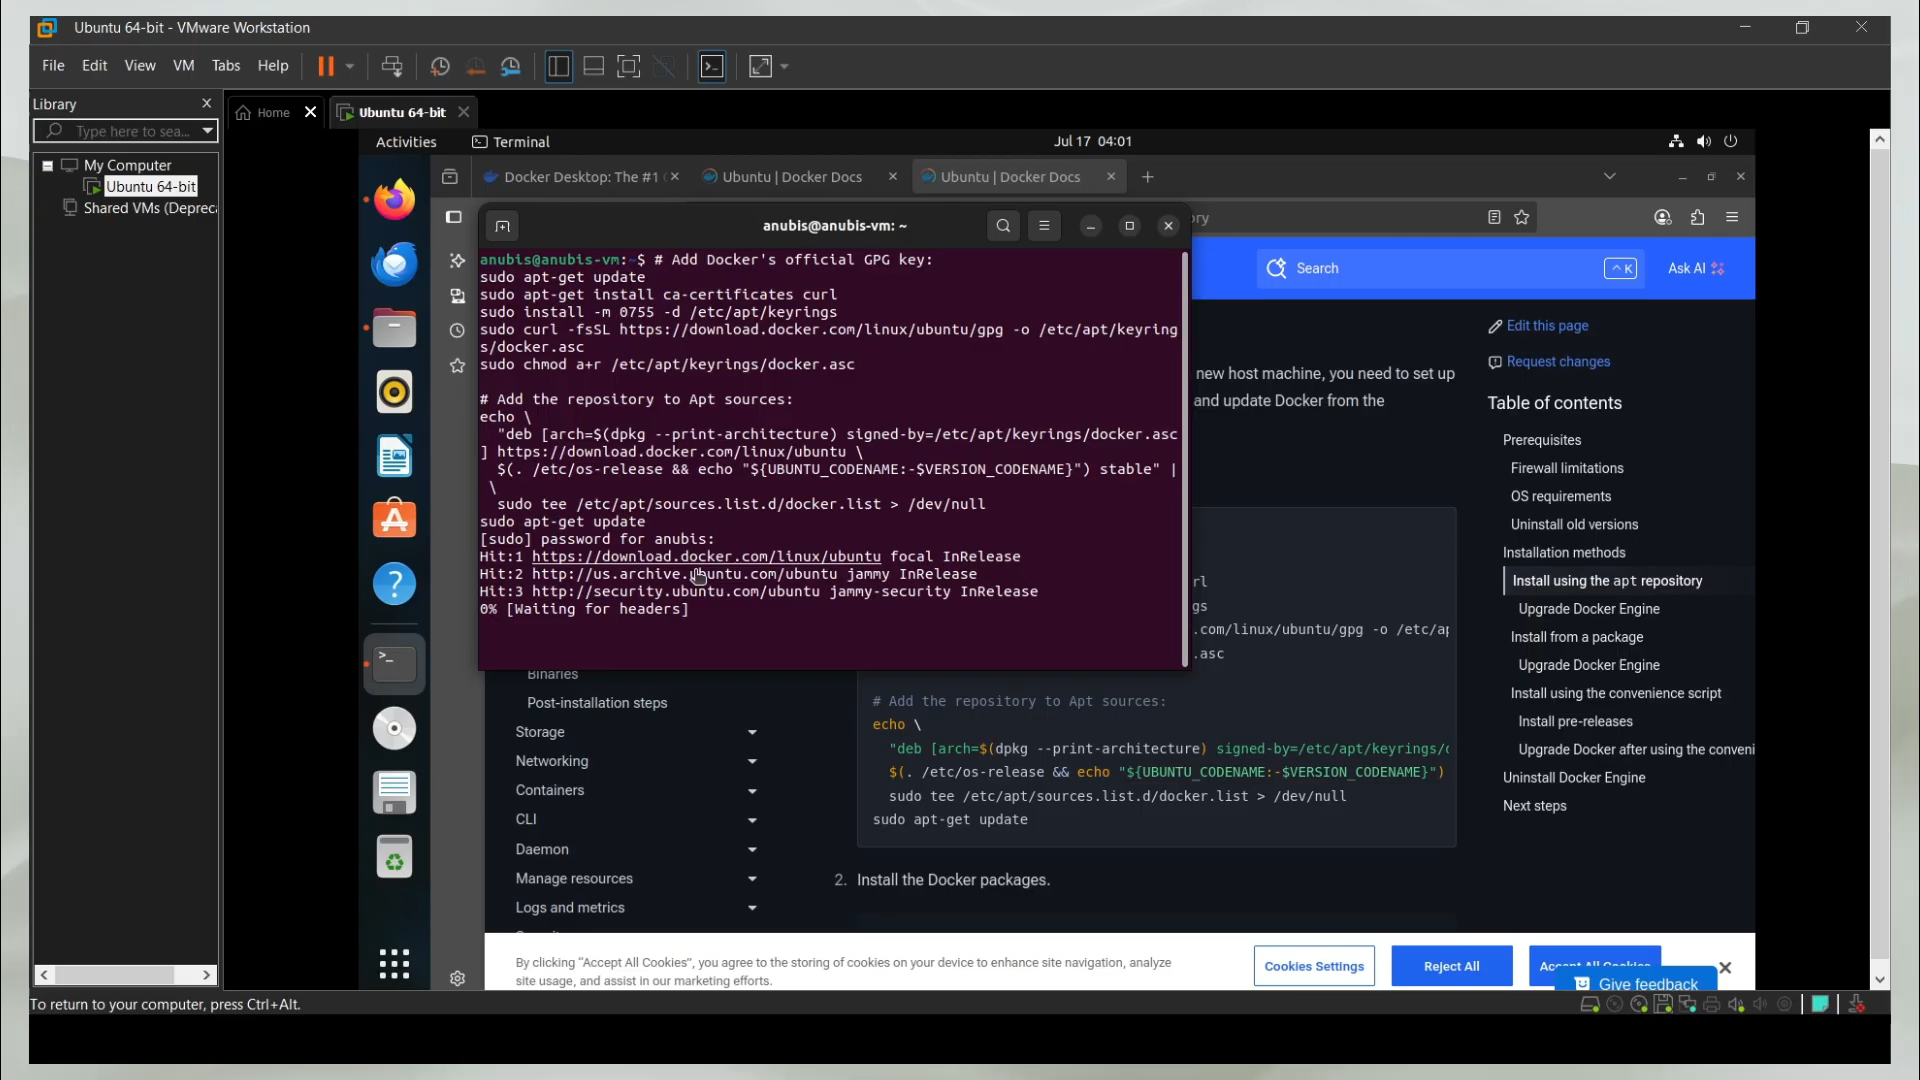 Ubuntu 64-bit - VMware Workstation
File Edit View VM Tabs Help
Library
Type here to sea...
My Computer
Ubuntu 64-bit
Shared VMs (Depreca
Home
Ubuntu 64-bit
Activities
Terminal
Jul 17 04:01
Docker Desktop: The #1
Ubuntu | Docker Docs
Ubuntu | Docker Docs
ory
anubis@anubis-vm: ~
anubis@anubis-vm:~$ # Add Docker's official GPG key:
sudo apt-get update
sudo apt-get install ca-certificates curl
sudo install -m 0755 -d /etc/apt/keyrings
sudo curl -fsSL https://download.docker.com/linux/ubuntu/gpg -o /etc/apt/keyring
s/docker.asc
sudo chmod a+r /etc/apt/keyrings/docker.asc
# Add the repository to Apt sources:
echo \
"deb [arch=$(dpkg --print-architecture) signed-by=/etc/apt/keyrings/docker.asc
] https://download.docker.com/linux/ubuntu \
$(. /etc/os-release && echo "${UBUNTU_CODENAME:-$VERSION_CODENAME}") stable" |
\
sudo tee /etc/apt/sources.list.d/docker.list > /dev/null
sudo apt-get update
[sudo] password for anubis:
Hit:1 https://download.docker.com/linux/ubuntu focal InRelease
Hit:2 http://us.archive.ubuntu.com/ubuntu jammy InRelease
Hit:3 http://security.ubuntu.com/ubuntu jammy-security InRelease
0% [Waiting for headers]
Search
^ K
Ask AI
new host machine, you need to set up
and update Docker from the
rl
gs
.com/linux/ubuntu/gpg -o /etc/ap
.asc
# Add the repository to Apt sources:
echo \
"deb [arch=$(dpkg --print-architecture) signed-by=/etc/apt/keyrings/d
$(. /etc/os-release && echo "${UBUNTU_CODENAME:-$VERSION_CODENAME}")
sudo tee /etc/apt/sources.list.d/docker.list > /dev/null
sudo apt-get update
2. Install the Docker packages.
Binaries
Post-installation steps
Storage
Networking
Containers
CLI
Daemon
Manage resources
Logs and metrics
Edit this page
Request changes
Table of contents
Prerequisites
Firewall limitations
OS requirements
Uninstall old versions
Installation methods
Install using the apt repository
Upgrade Docker Engine
Install from a package
Upgrade Docker Engine
Install using the convenience script
Install pre-releases
Upgrade Docker after using the conveni
Uninstall Docker Engine
Next steps
By clicking "Accept All Cookies", you agree to the storing of cookies on your device to enhance site navigation, analyze
site usage, and assist in our marketing efforts.
Cookies Settings
Reject All
Accept All Cookies
Give feedback
To return to your computer, press Ctrl+Alt.